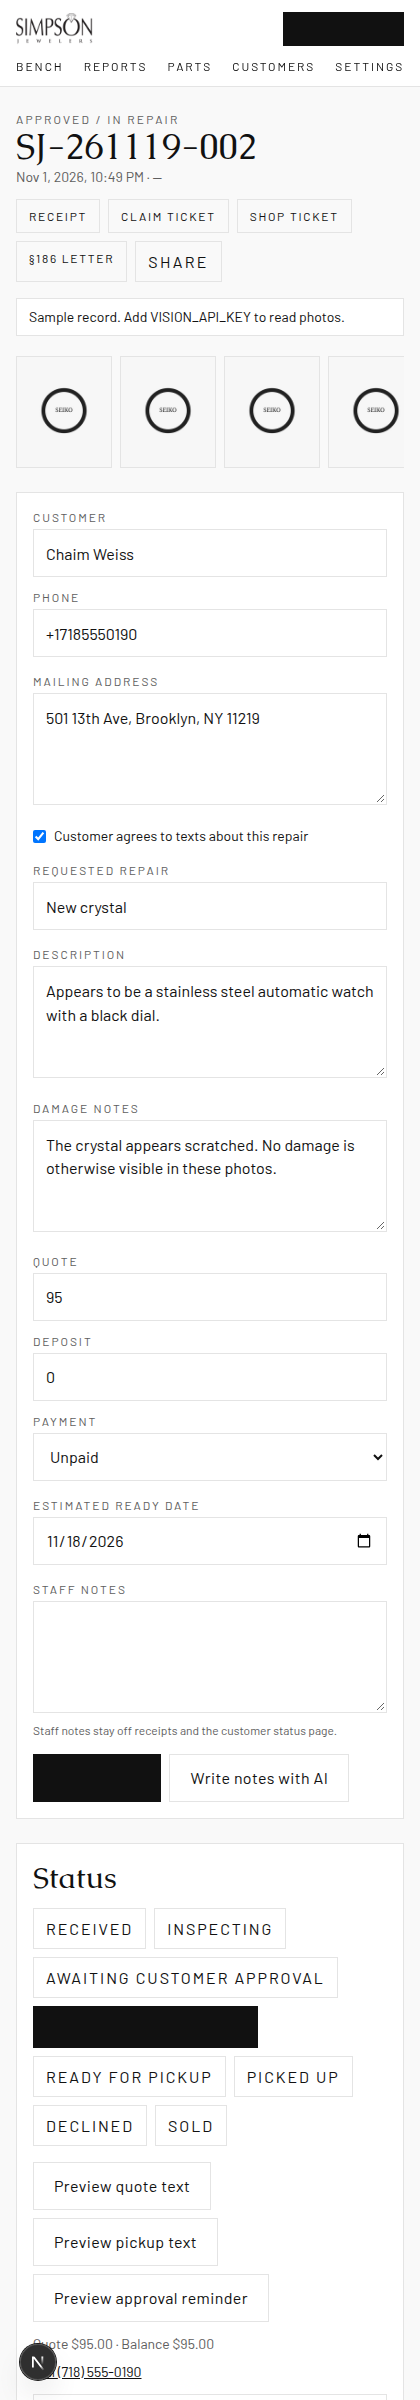 SIMPSON
JEWELERS
BENCH REPORTS PARTS CUSTOMERS SETTINGS
APPROVED / IN REPAIR
SJ-261119-002
Nov 1, 2026, 10:49 PM · —
RECEIPT CLAIM TICKET SHOP TICKET
§186 LETTER SHARE
Sample record. Add VISION_API_KEY to read photos.
SEIKO SEIKO SEIKO SEIKO
CUSTOMER
Chaim Weiss
PHONE
+17185550190
MAILING ADDRESS
501 13th Ave, Brooklyn, NY 11219
Customer agrees to texts about this repair
REQUESTED REPAIR
New crystal
DESCRIPTION
Appears to be a stainless steel automatic watch
with a black dial.
DAMAGE NOTES
The crystal appears scratched. No damage is
otherwise visible in these photos.
QUOTE
95
DEPOSIT
0
PAYMENT
Unpaid
ESTIMATED READY DATE
11/18/2026
STAFF NOTES
Staff notes stay off receipts and the customer status page.
Write notes with AI
Status
RECEIVED INSPECTING
AWAITING CUSTOMER APPROVAL
READY FOR PICKUP PICKED UP
DECLINED SOLD
Preview quote text
Preview pickup text
Preview approval reminder
Quote $95.00 · Balance $95.00
N (718) 555-0190